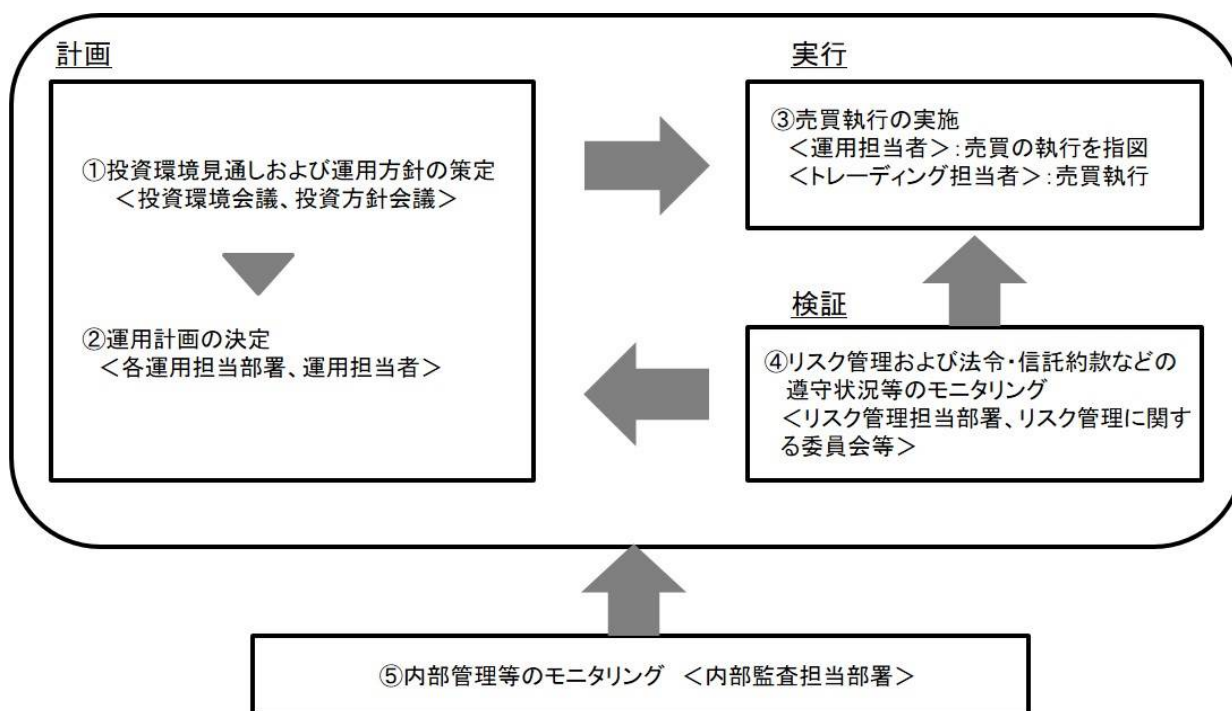 計画
①投資環境見通しおよび運用方針の策定
＜投資環境会議、投資方針会議＞
②運用計画の決定
＜各運用担当部署、運用担当者＞
実行
③売買執行の実施
＜運用担当者＞：売買の執行を指図
＜トレーディング担当者＞：売買執行
検証
④リスク管理および法令・信託約款などの
遵守状況等のモニタリング
＜リスク管理担当部署、リスク管理に関す
る委員会等＞
⑤内部管理等のモニタリング　＜内部監査担当部署＞